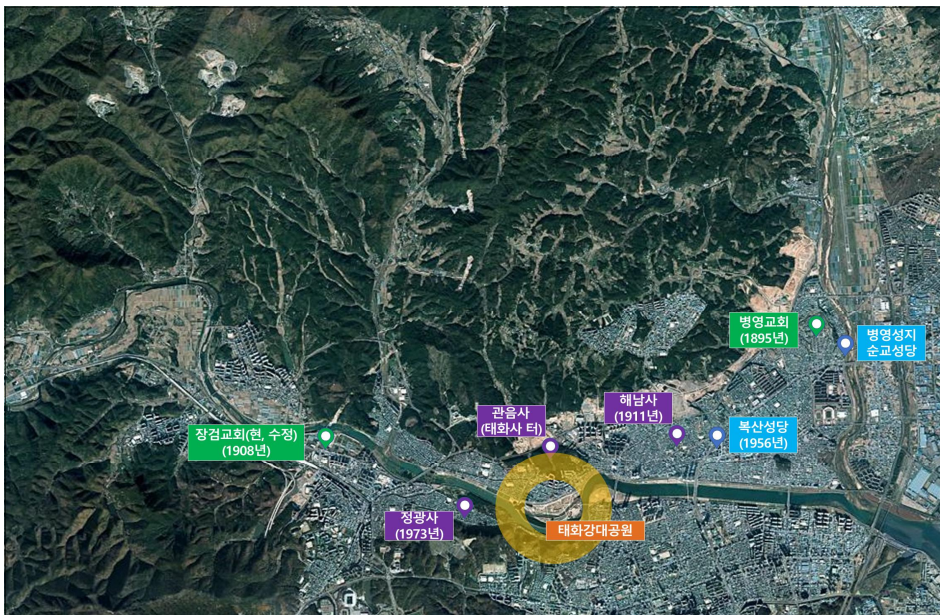 병영교회
(1895년)
병영성지
순교성당
해남사
(1911년)
관음사
(태화사 터)
복산성당
(1956년)
장검교회(현, 수정)
(1908년)
정광사
(1973년)
태화강대공원